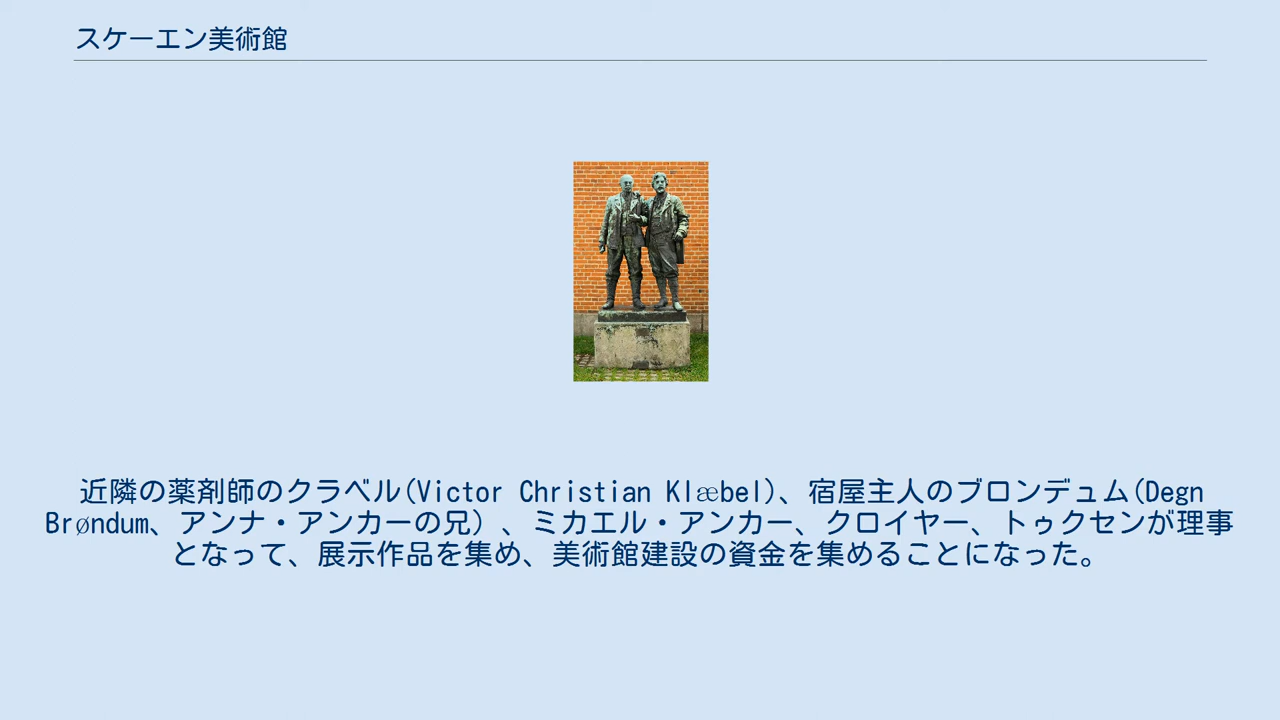 スケーエン美術館
近隣の薬剤師のクラベル(Victor Christian Klæbel)、宿屋主人のブロンデュム(Degn
Brøndum、アンナ・アンカーの兄）、ミカエル・アンカー、クロイヤー、トゥクセンが理事
となって、展示作品を集め、美術館建設の資金を集めることになった。